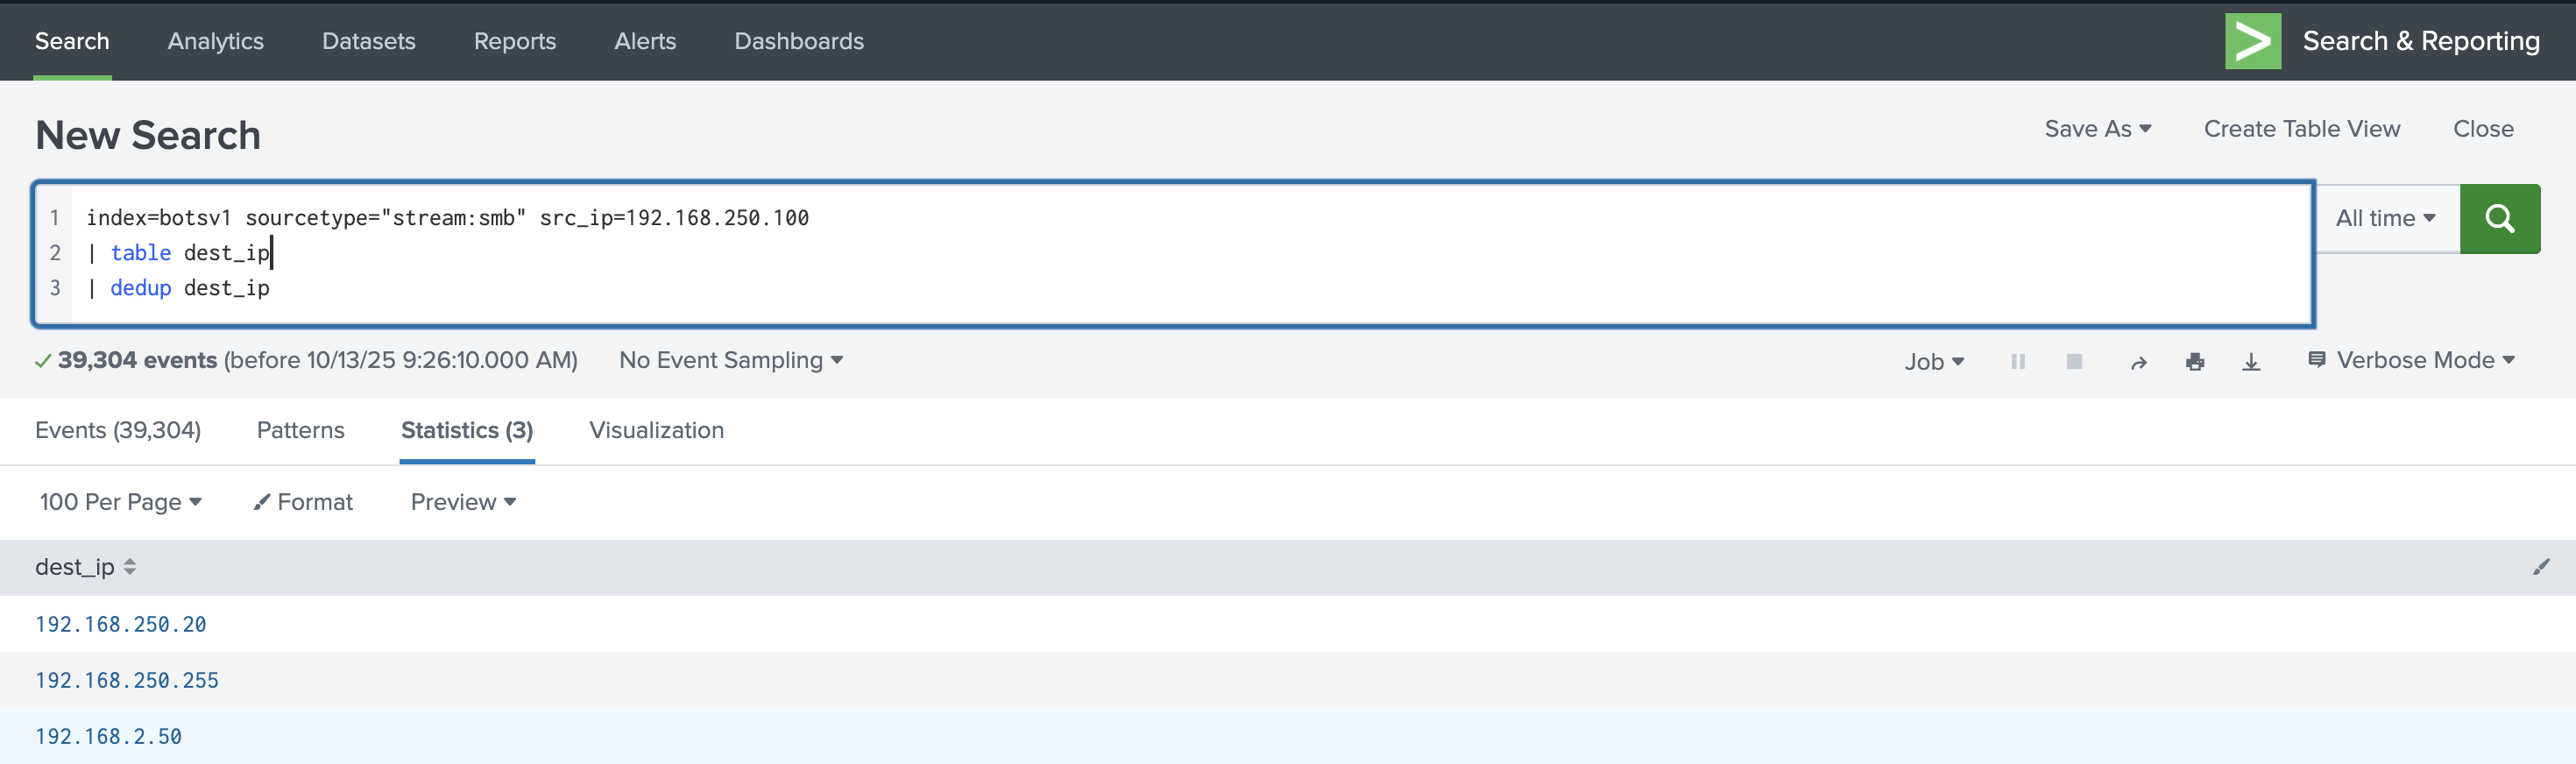 Search Analytics Datasets Reports Alerts Dashboards Search & Reporting
New Search Save As Create Table View Close
1 index=botsv1 sourcetype="stream:smb" src_ip=192.168.250.100 All time
2 | table dest_ip
3 | dedup dest_ip
39,304 events (before 10/13/25 9:26:10.000 AM) No Event Sampling Job Verbose Mode
Events (39,304) Patterns Statistics (3) Visualization
100 Per Page Format Preview
dest_ip
192.168.250.20
192.168.250.255
192.168.2.50